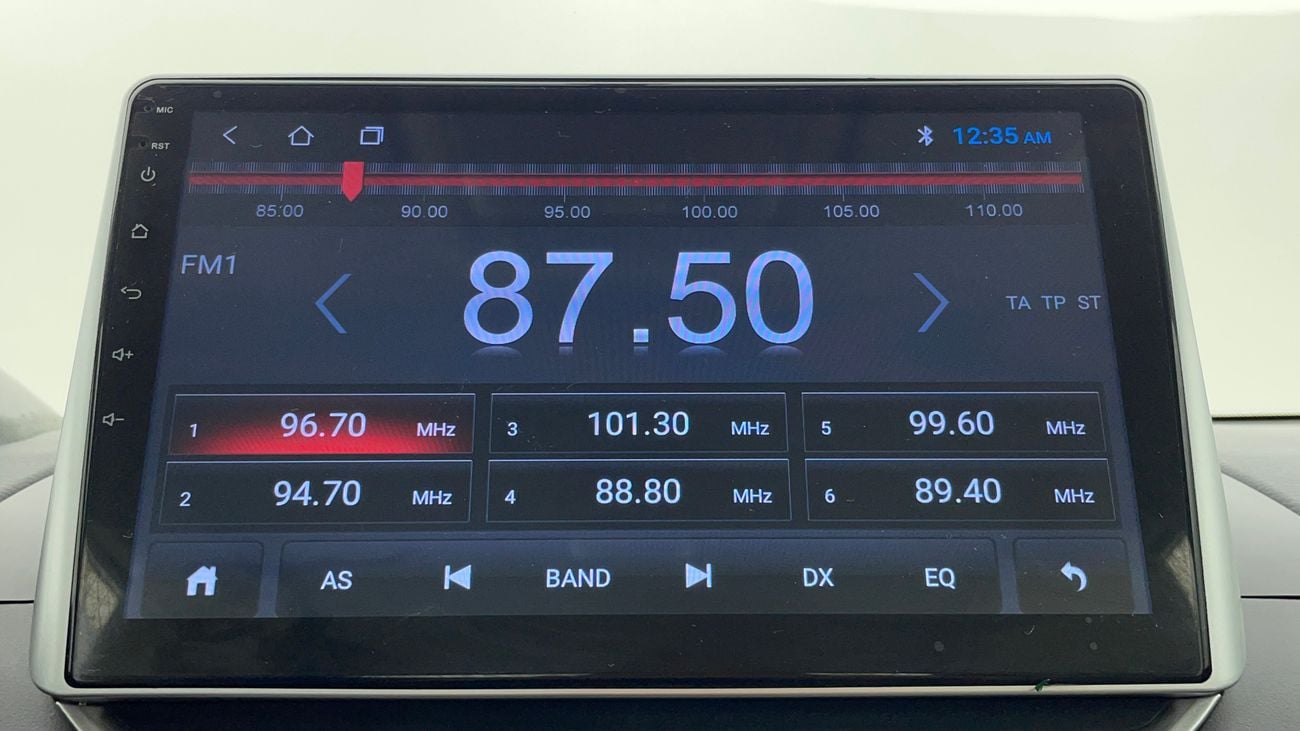 MIC
RST
12:35 AM
85.00 90.00 95.00 100.00 105.00 110.00
FM1
87.50
TA TP ST
1 96.70 MHz
3 101.30 MHz
5 99.60 MHz
2 94.70 MHz
4 88.80 MHz
6 89.40 MHz
AS BAND DX EQ